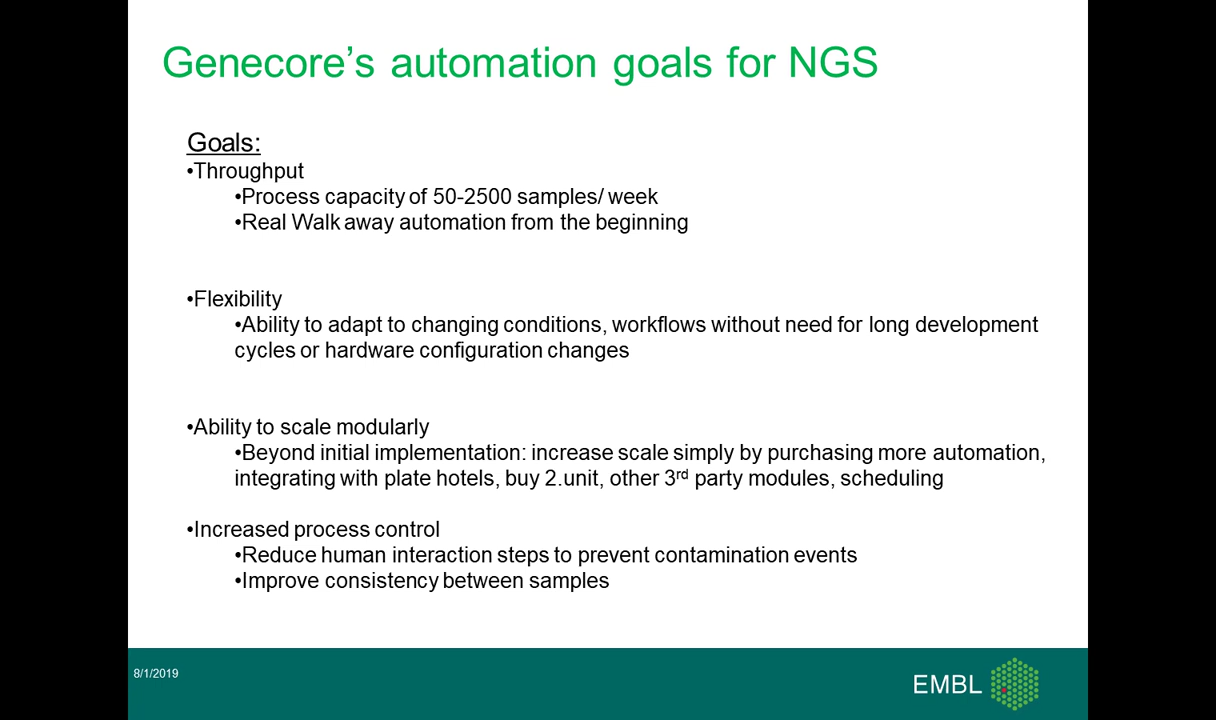 Genecore’s automation goals for NGS
Goals:
•Throughput
•Process capacity of 50-2500 samples/ week
•Real Walk away automation from the beginning
•Flexibility
•Ability to adapt to changing conditions, workflows without need for long development
cycles or hardware configuration changes
•Ability to scale modularly
•Beyond initial implementation: increase scale simply by purchasing more automation,
integrating with plate hotels, buy 2.unit, other 3rd party modules, scheduling
•Increased process control
•Reduce human interaction steps to prevent contamination events
•Improve consistency between samples
8/1/2019
EMBL